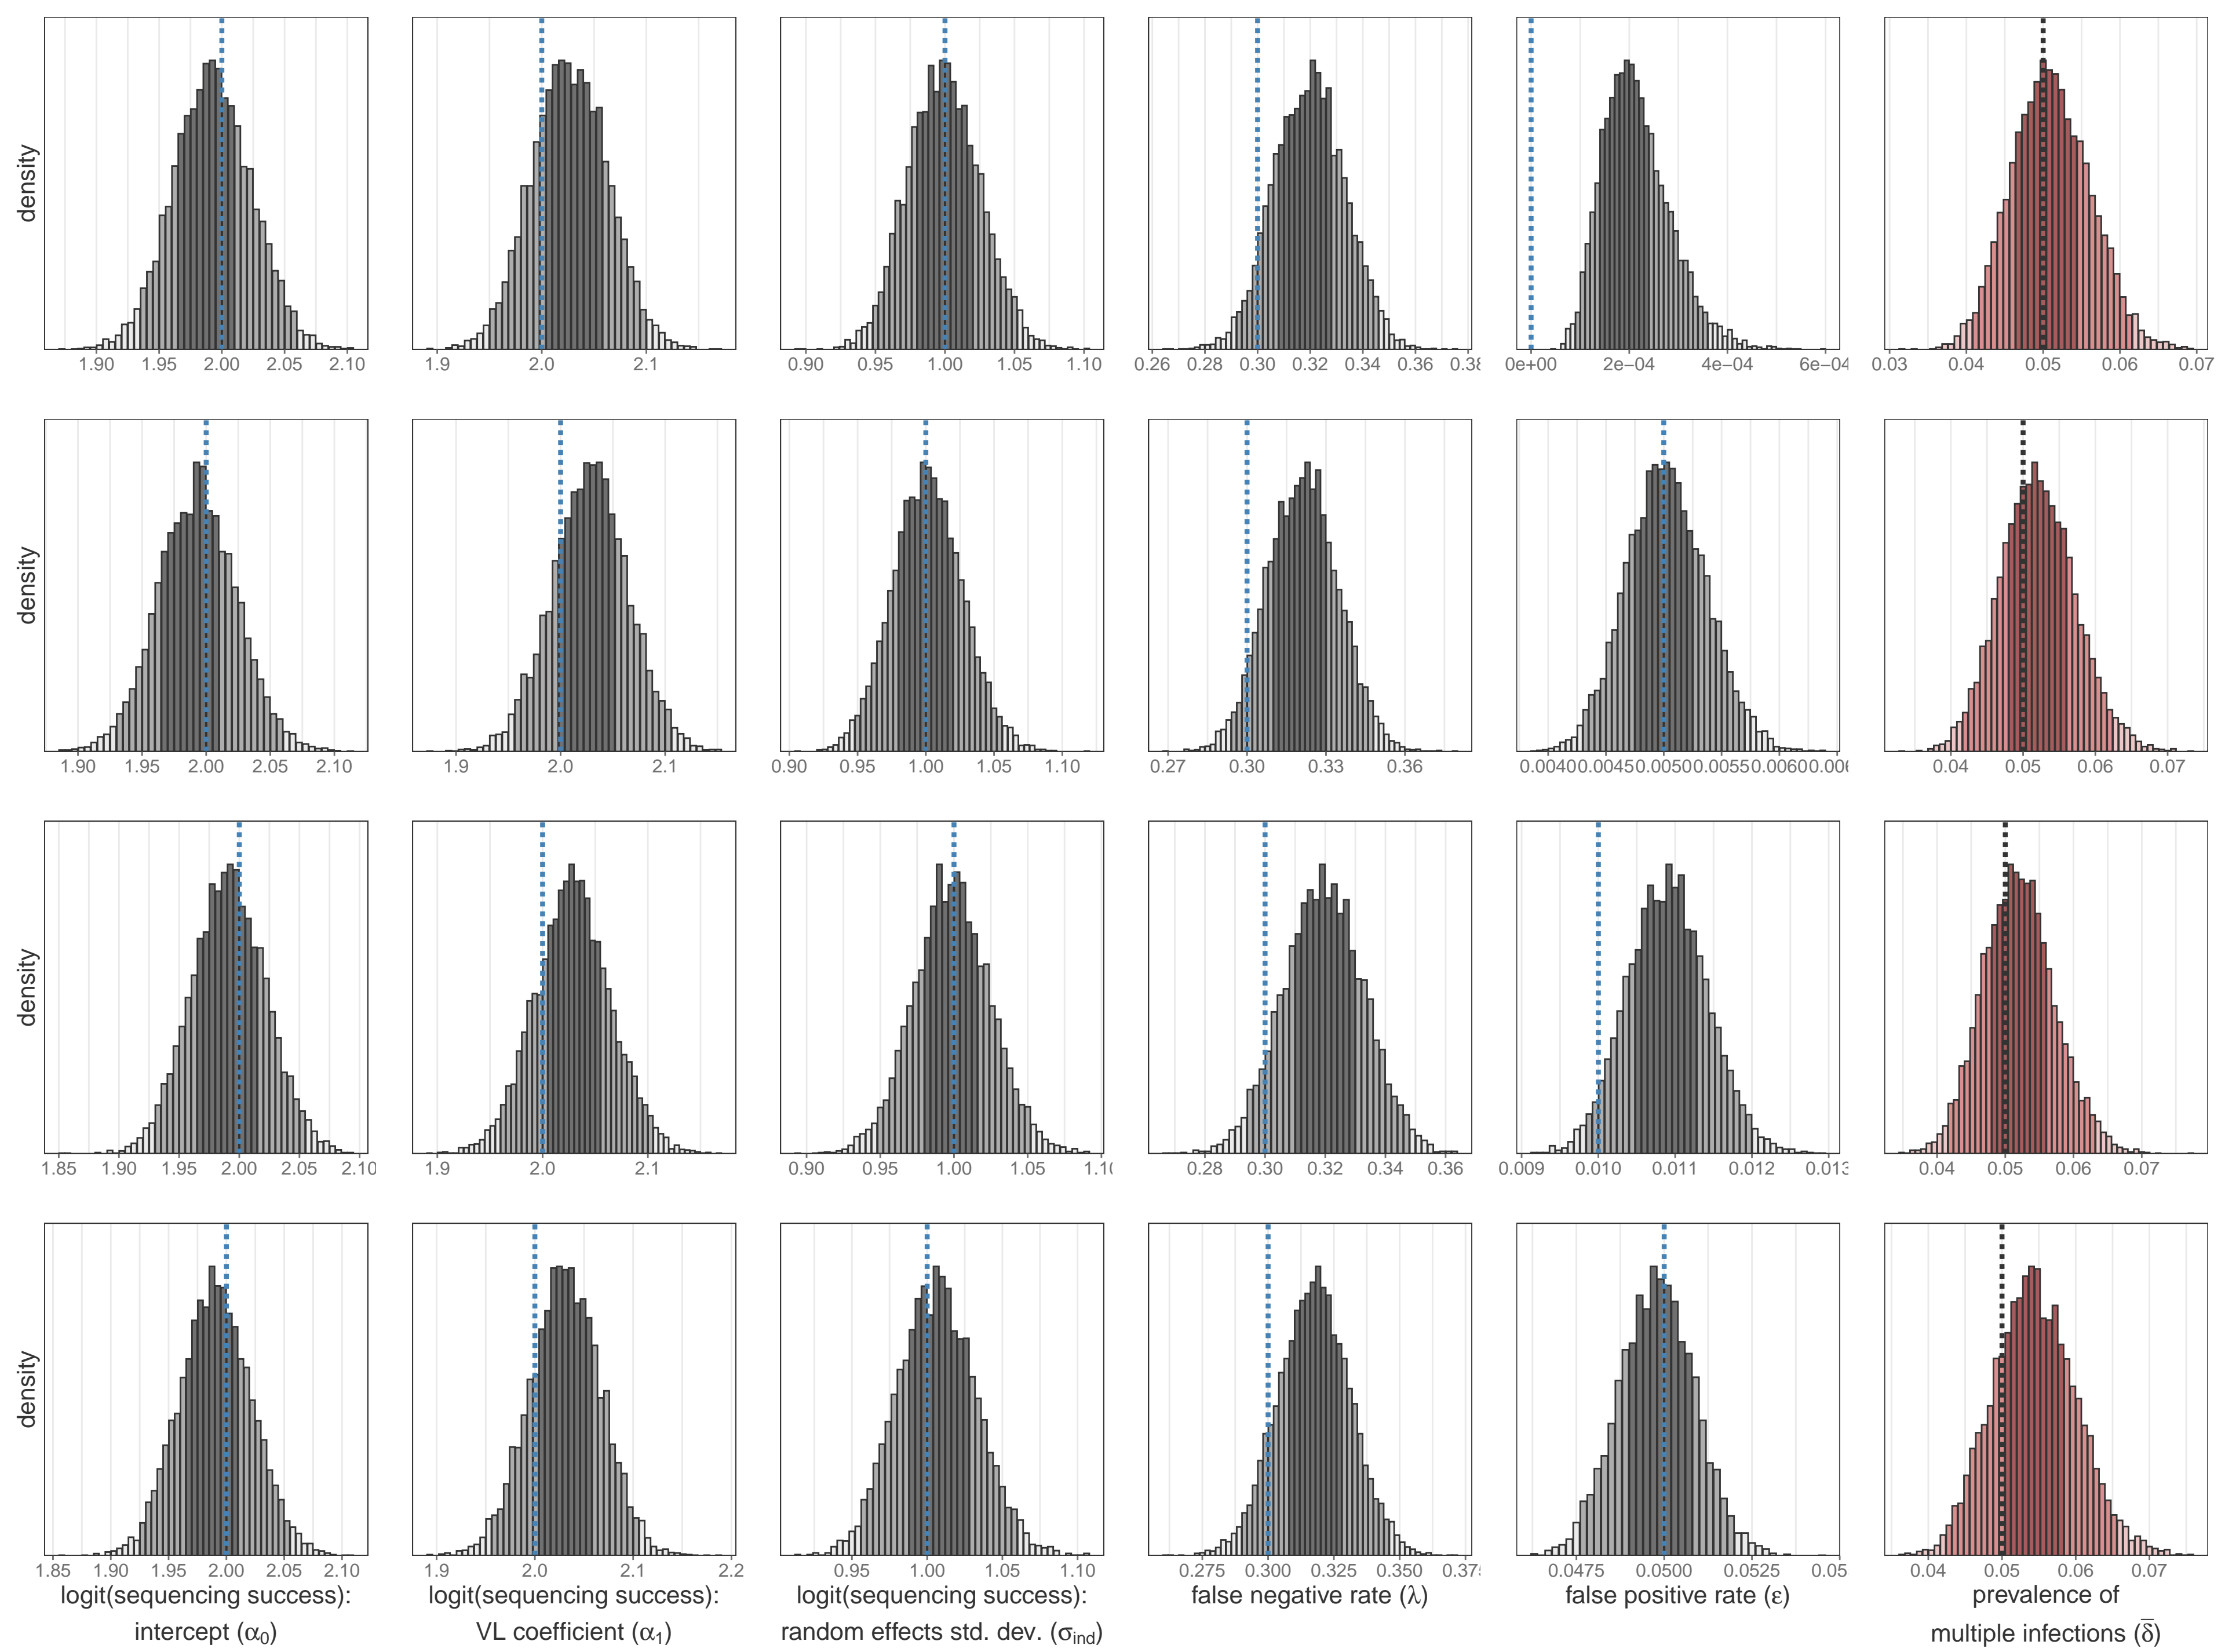 density
1.90 1.95 2.00 2.05 2.10
1.9 2.0 2.1
0.90 0.95 1.00 1.05 1.10
0.26 0.28 0.30 0.32 0.34 0.36
0e+00 2e−04 4e−04
0.03 0.04 0.05 0.06 0.07
density
1.90 1.95 2.00 2.05 2.10
1.9 2.0 2.1
0.90 0.95 1.00 1.05 1.10
0.27 0.30 0.33 0.36
0.0040 0.0045 0.0050 0.0055 0.0060
0.04 0.05 0.06 0.07
density
1.85 1.90 1.95 2.00 2.05
1.9 2.0 2.1
0.90 0.95 1.00 1.05
0.28 0.30 0.32 0.34 0.36
0.009 0.010 0.011 0.012
0.04 0.05 0.06 0.07
density
1.85 1.90 1.95 2.00 2.05 2.10
1.9 2.0 2.1 2.2
0.95 1.00 1.05 1.10
0.275 0.300 0.325 0.350
0.0475 0.0500 0.0525
0.04 0.05 0.06 0.07
logit(sequencing success):
intercept (α₀)
logit(sequencing success):
VL coefficient (α₁)
logit(sequencing success):
random effects std. dev. (σind)
false negative rate (λ)
false positive rate (ε)
prevalence of
multiple infections (δ̅)